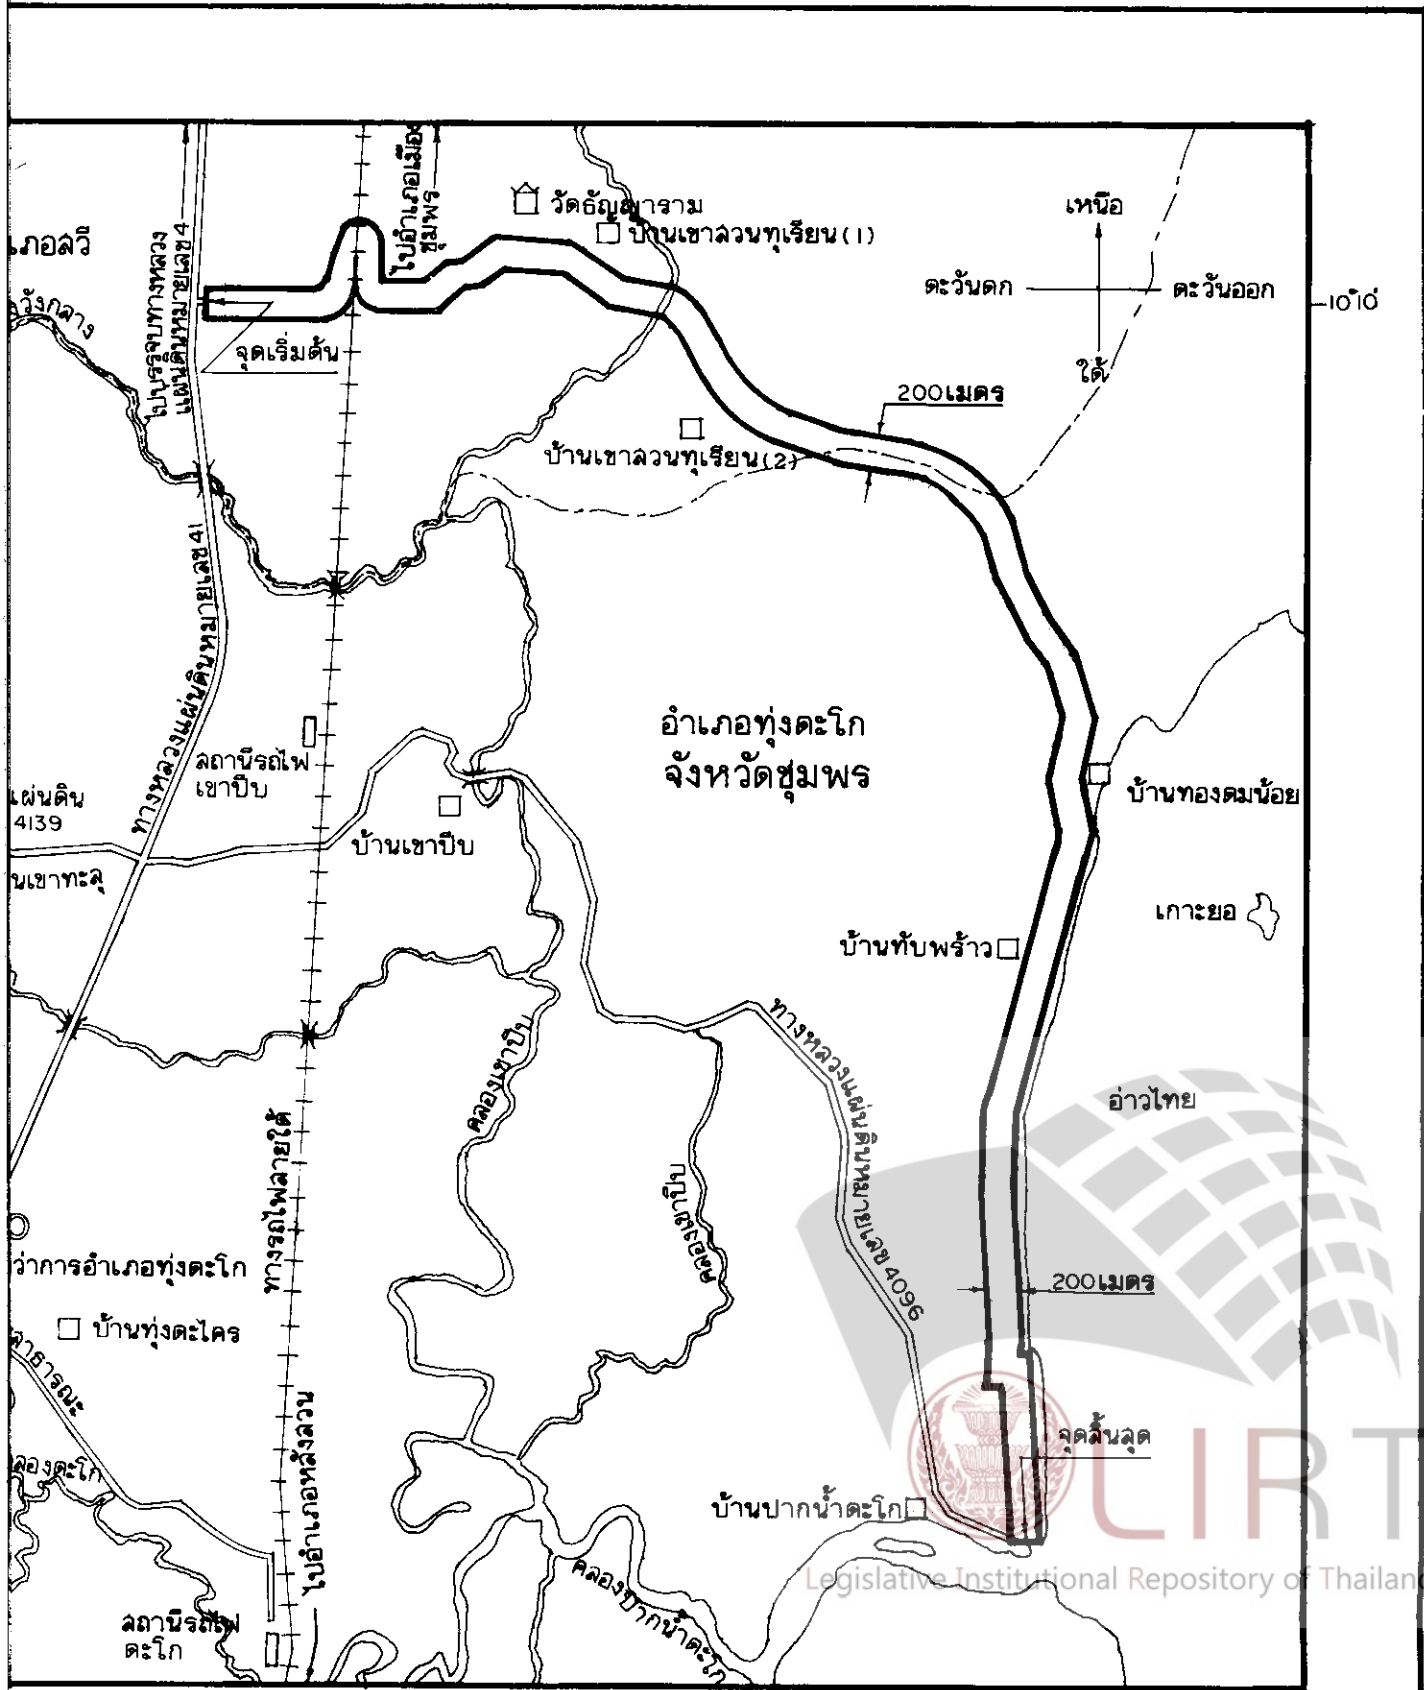 ไปอำเภอเมือง
ชุมพร
วัดธัญญาราม
บ้านเขาสวนทุเรียน (1)
เหนือ
ตะวันตก
ตะวันออก
ใต้
10°10'
เภอสวี
วังกลาง
ไปบรรจบทางหลวง
แผ่นดินหมายเลข 4
จุดเริ่มต้น
200 เมตร
บ้านเขาสวนทุเรียน (2)
ทางหลวงแผ่นดินหมายเลข 41
อำเภอทุ่งตะโก
จังหวัดชุมพร
สถานีรถไฟ
เขาปีบ
บ้านทองตมน้อย
แผ่นดิน
4139
บ้านเขาปีบ
นเขาทะลุ
เกาะยอ
บ้านทับพร้าว
ทางหลวงแผ่นดินหมายเลข 4096
คลองเขาปีบ
อ่าวไทย
ทางรถไฟสายใต้
คลองเขาปีบ
ว่าการอำเภอทุ่งตะโก
200 เมตร
บ้านทุ่งตะไคร
สาธารณะ
ไปอำเภอหลังสวน
จุดสิ้นสุด
ลองตะโก
บ้านปากน้ำตะโก
LIRT
Legislative Institutional Repository of Thailand
คลองปากน้ำตะโก
สถานีรถไฟ
ตะโก